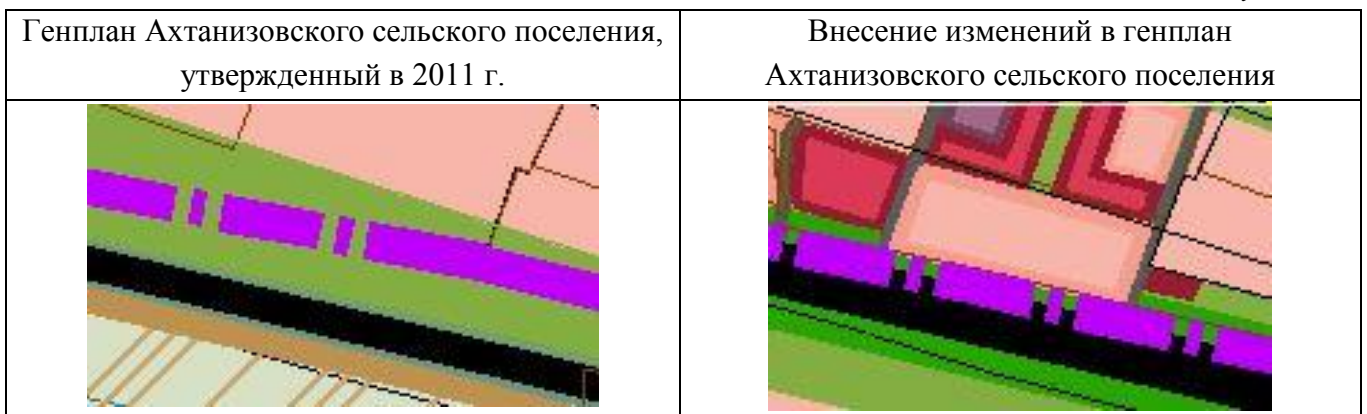 Генплан Ахтанизовского сельского поселения,
утвержденный в 2011 г.
Внесение изменений в генплан
Ахтанизовского сельского поселения